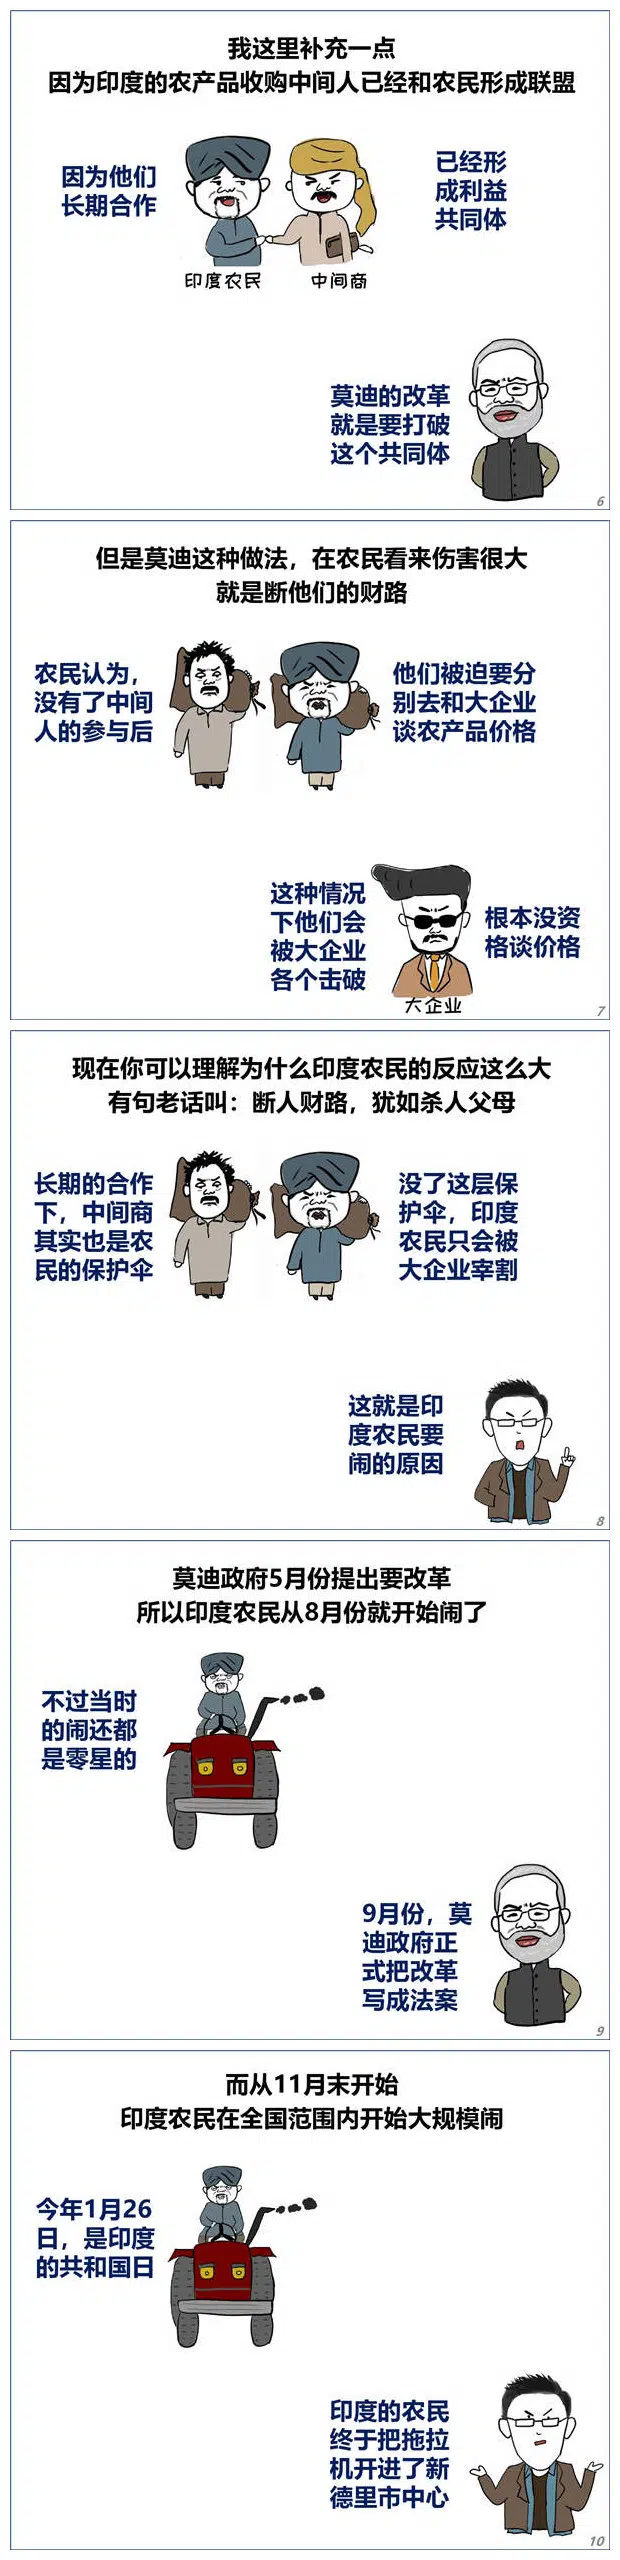 我这里补充一点
因为印度的农产品收购中间人已经和农民形成联盟
因为他们
长期合作
已经形
成利益
共同体
印度农民
中间商
莫迪的改革
就是要打破
这个共同体
6
但是莫迪这种做法，在农民看来伤害很大
就是断他们的财路
农民认为，
没有了中间
人的参与后
他们被迫要分
别去和大企业
谈农产品价格
这种情况
下他们会
被大企业
各个击破
根本没资
格谈价格
大企业
7
现在你可以理解为什么印度农民的反应这么大
有句老话叫：断人财路，犹如杀人父母
长期的合作
下，中间商
其实也是农
民的保护伞
没了这层保
护伞，印度
农民只会被
大企业宰割
这就是印
度农民要
闹的原因
8
莫迪政府5月份提出要改革
所以印度农民从8月份就开始闹了
不过当时
的闹还都
是零星的
9月份，莫
迪政府正
式把改革
写成法案
9
而从11月末开始
印度农民在全国范围内开始大规模闹
今年1月26
日，是印度
的共和国日
印度的农民
终于把拖拉
机开进了新
德里市中心
10